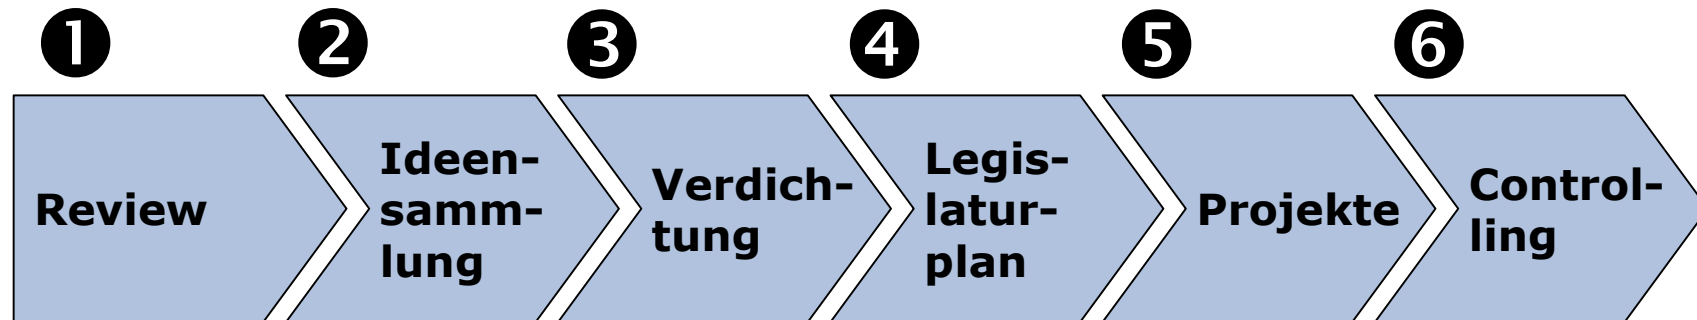 ❶ ❷ ❸ ❹ ❺ ❻
Review
Ideen-
samm-
lung
Verdich-
tung
Legis-
latur-
plan
Projekte
Control-
ling